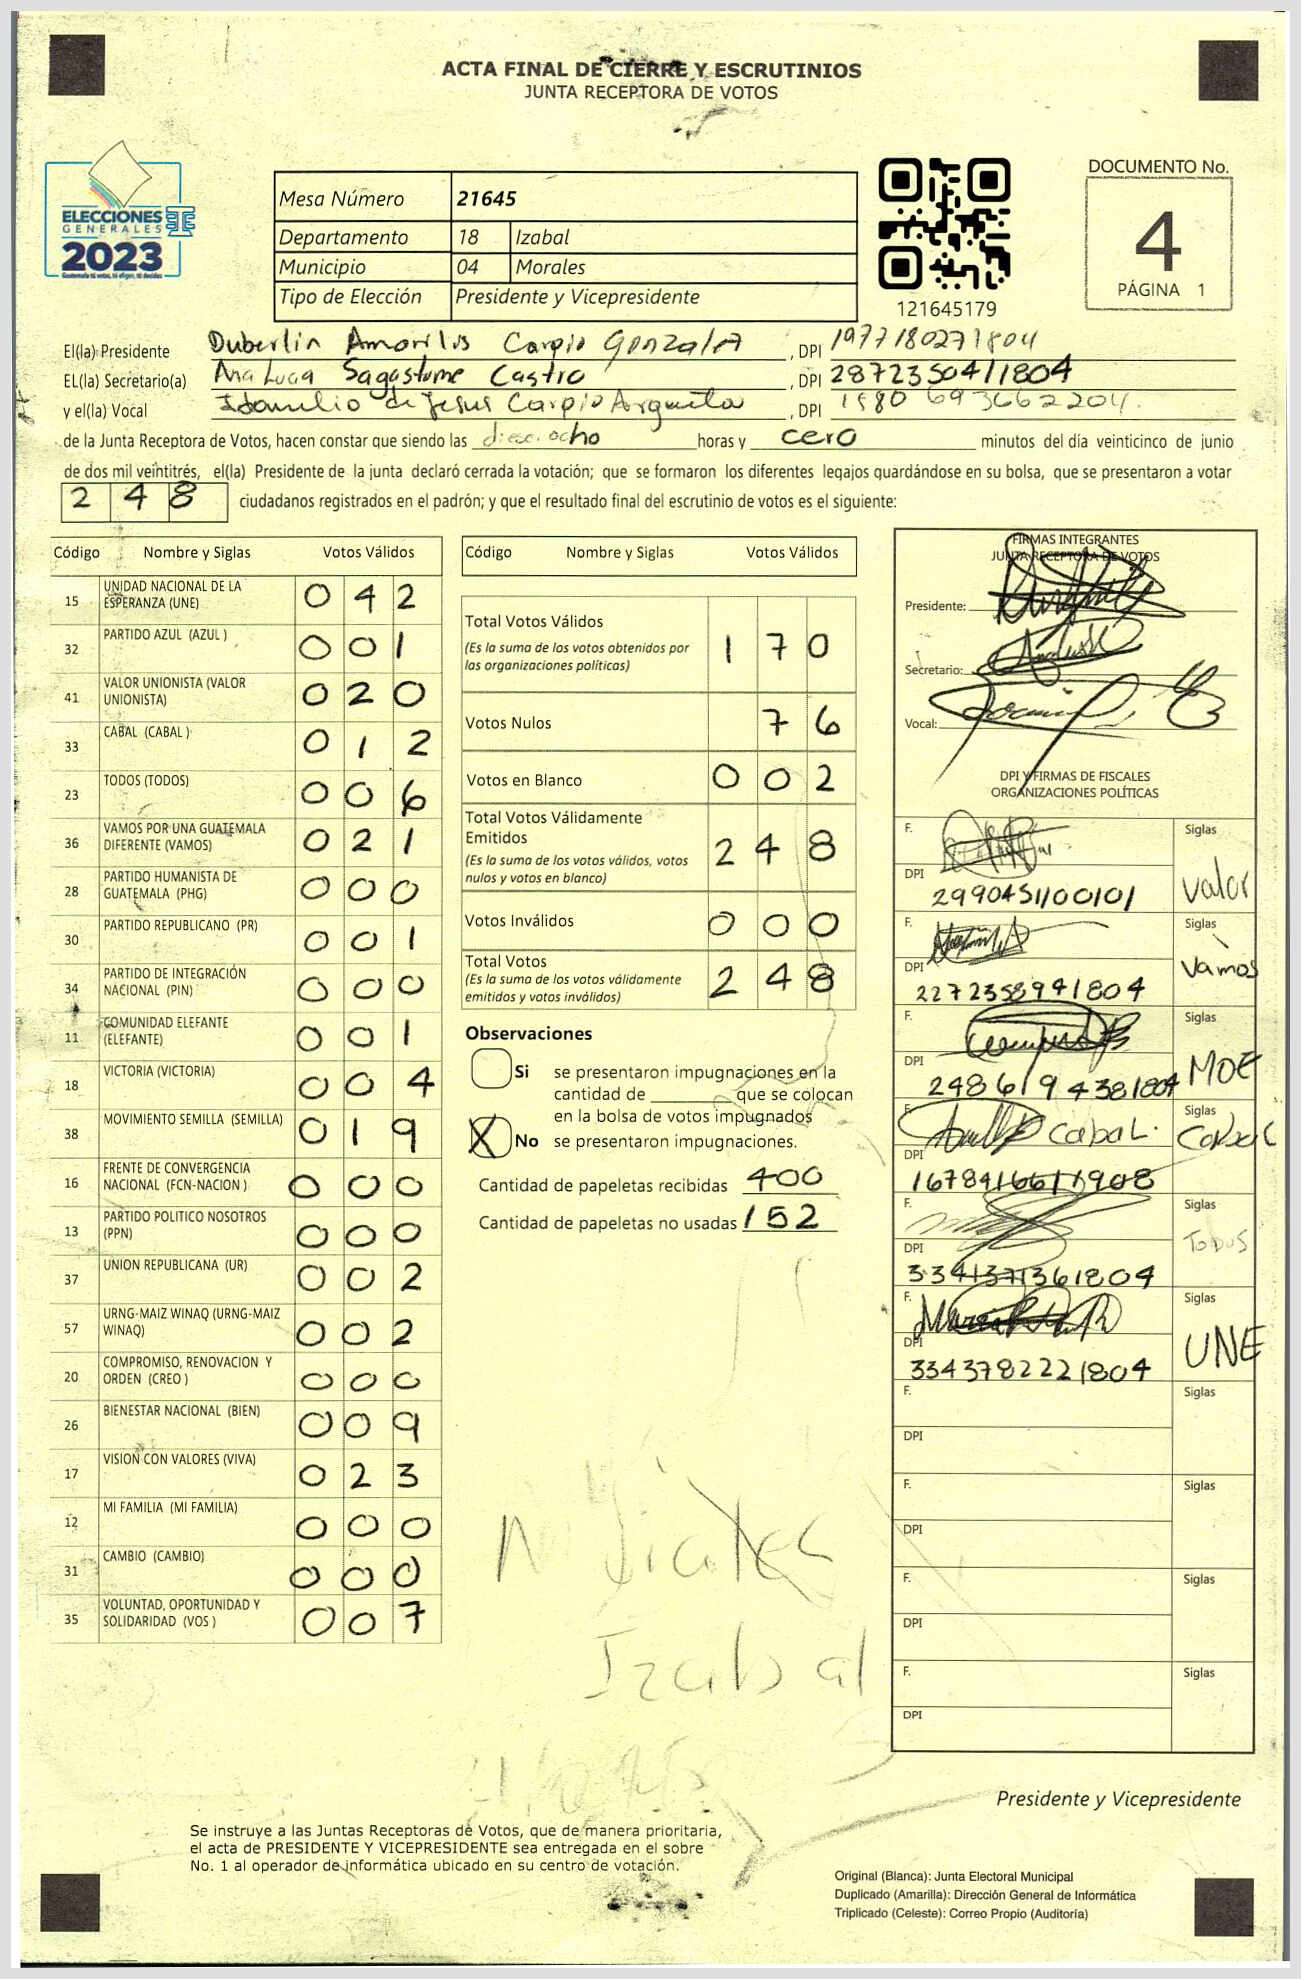 ACTA FINAL DE CIERRE Y ESCRUTINIOS
JUNTA RECEPTORA DE VOTOS
ELECCIONES
GENERALES
2023
Guatemala tú votas, tú eliges, tú decides
Mesa Número 21645
Departamento 18 Izabal
Municipio 04 Morales
Tipo de Elección Presidente y Vicepresidente
121645179
DOCUMENTO No.
4
PÁGINA 1
El(la) Presidente Duberlin Amarilis Carpio Gonzalez , DPI 1977180271804
EL(la) Secretario(a) Ana Lucia Sagastume Castro , DPI 2872350411804
y el(la) Vocal Idomilio de Jesus Carpio Argueta , DPI 1980 693662204
de la Junta Receptora de Votos, hacen constar que siendo las dieciocho horas y cero minutos del día veinticinco de junio
de dos mil veintitrés, el(la) Presidente de la junta declaró cerrada la votación; que se formaron los diferentes legajos guardándose en su bolsa, que se presentaron a votar
2 4 8 ciudadanos registrados en el padrón; y que el resultado final del escrutinio de votos es el siguiente:
Código Nombre y Siglas Votos Válidos
15 UNIDAD NACIONAL DE LA ESPERANZA (UNE) 0 4 2
32 PARTIDO AZUL (AZUL ) 0 0 1
41 VALOR UNIONISTA (VALOR UNIONISTA) 0 2 0
33 CABAL (CABAL ) 0 1 2
23 TODOS (TODOS) 0 0 6
36 VAMOS POR UNA GUATEMALA DIFERENTE (VAMOS) 0 2 1
28 PARTIDO HUMANISTA DE GUATEMALA (PHG) 0 0 0
30 PARTIDO REPUBLICANO (PR) 0 0 1
34 PARTIDO DE INTEGRACIÓN NACIONAL (PIN) 0 0 0
11 COMUNIDAD ELEFANTE (ELEFANTE) 0 0 1
18 VICTORIA (VICTORIA) 0 0 4
38 MOVIMIENTO SEMILLA (SEMILLA) 0 1 9
16 FRENTE DE CONVERGENCIA NACIONAL (FCN-NACION ) 0 0 0
13 PARTIDO POLITICO NOSOTROS (PPN) 0 0 0
37 UNION REPUBLICANA (UR) 0 0 2
57 URNG-MAIZ WINAQ (URNG-MAIZ WINAQ) 0 0 2
20 COMPROMISO, RENOVACION Y ORDEN (CREO ) 0 0 0
26 BIENESTAR NACIONAL (BIEN) 0 0 9
17 VISION CON VALORES (VIVA) 0 2 3
12 MI FAMILIA (MI FAMILIA) 0 0 0
31 CAMBIO (CAMBIO) 0 0 0
35 VOLUNTAD, OPORTUNIDAD Y SOLIDARIDAD (VOS ) 0 0 7
Código Nombre y Siglas Votos Válidos
Total Votos Válidos 1 7 0
(Es la suma de los votos obtenidos por
las organizaciones políticas)
Votos Nulos 7 6
Votos en Blanco 0 0 2
Total Votos Válidamente
Emitidos 2 4 8
(Es la suma de los votos válidos, votos
nulos y votos en blanco)
Votos Inválidos 0 0 0
Total Votos 2 4 8
(Es la suma de los votos válidamente
emitidos y votos inválidos)
Observaciones
Si se presentaron impugnaciones en la
cantidad de ________ que se colocan
en la bolsa de votos impugnados
X No se presentaron impugnaciones.
Cantidad de papeletas recibidas 400
Cantidad de papeletas no usadas 152
Morales
Izabal
FIRMAS INTEGRANTES
JUNTA RECEPTORA DE VOTOS
Presidente:
Secretario:
Vocal:
DPI Y FIRMAS DE FISCALES
ORGANIZACIONES POLÍTICAS
F. Siglas
DPI 2990451100101 Valor
F. Siglas
DPI 2272358941804 Vamos
F. Siglas
DPI 2486194381804 MOE
F. Cabal. Siglas
DPI 1678416611908 Cabal
F. Siglas
DPI 3341371361804 Todos
F. Siglas
DPI 3343782221804 UNE
F. Siglas
DPI
F. Siglas
DPI
F. Siglas
DPI
F. Siglas
DPI
Presidente y Vicepresidente
Se instruye a las Juntas Receptoras de Votos, que de manera prioritaria,
el acta de PRESIDENTE Y VICEPRESIDENTE sea entregada en el sobre
No. 1 al operador de informática ubicado en su centro de votación.
Original (Blanca): Junta Electoral Municipal
Duplicado (Amarilla): Dirección General de Informática
Triplicado (Celeste): Correo Propio (Auditoría)